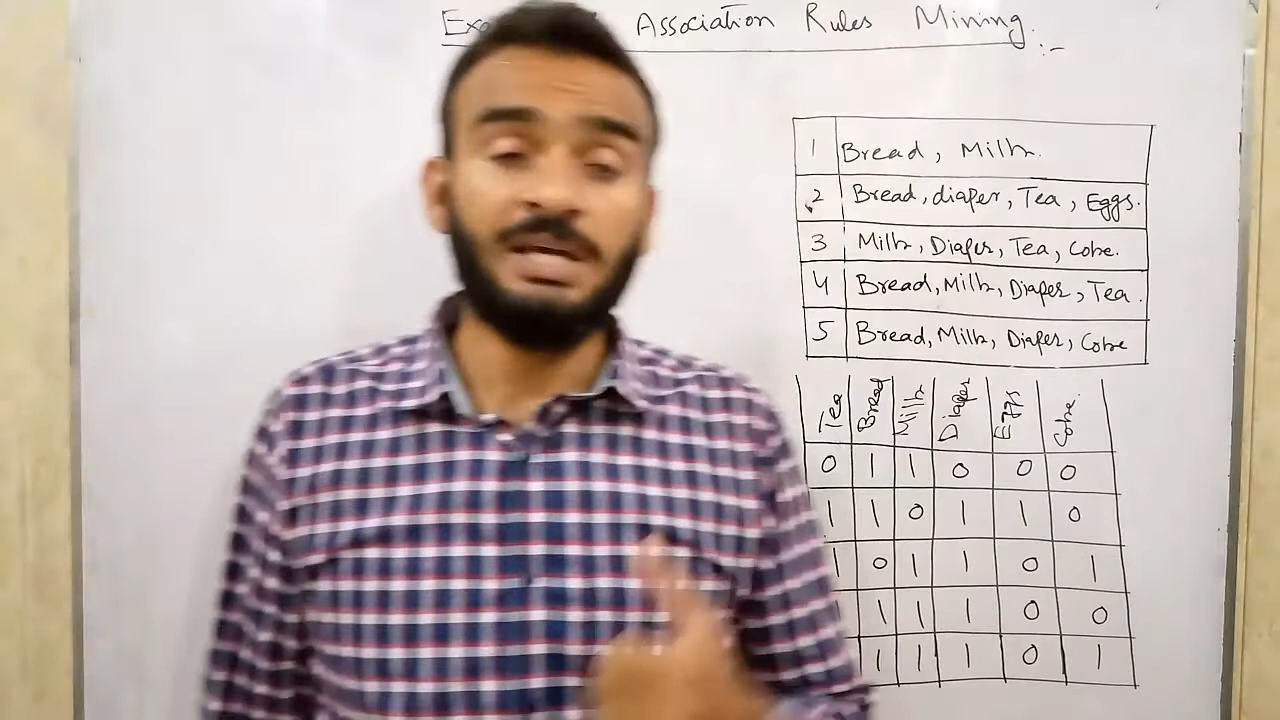 Association Rules Mining :-
1 Bread, Milk.
2 Bread, diaper, Tea, Eggs.
3 Milk, Diaper, Tea, Coke.
4 Bread, Milk, Diaper, Tea.
5 Bread, Milk, Diaper, Coke
Tea Bread Milk Diaper Eggs Coke.
0 1 1 0 0 0
1 1 0 1 1 0
1 0 1 1 0 1
1 1 1 0 0
1 1 1 0 1